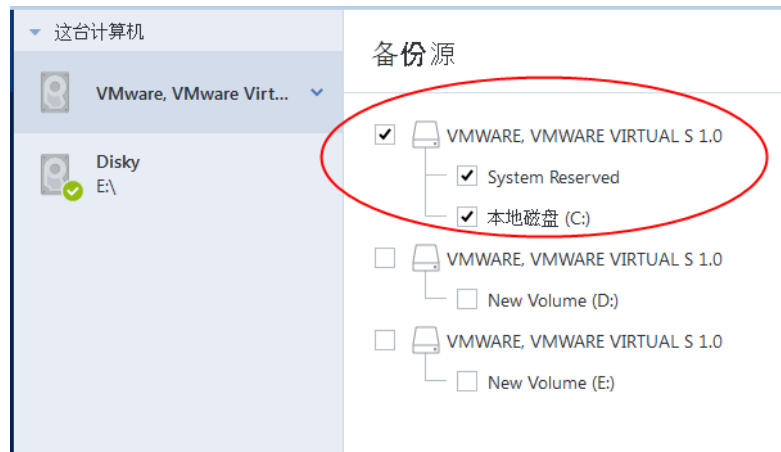 这台计算机
VMware, VMware Virt...
Disky
E:\
备份源
VMWARE, VMWARE VIRTUAL S 1.0
System Reserved
本地磁盘 (C:)
VMWARE, VMWARE VIRTUAL S 1.0
New Volume (D:)
VMWARE, VMWARE VIRTUAL S 1.0
New Volume (E:)